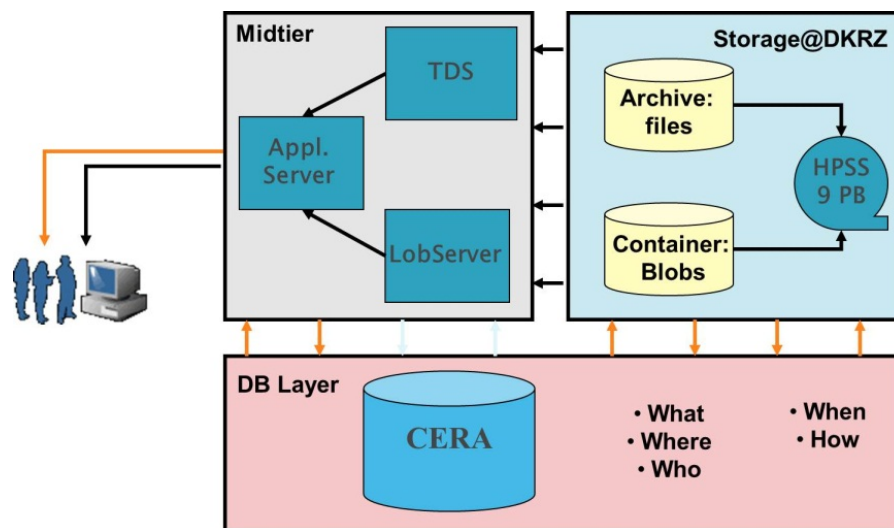 Midtier
TDS
Appl.
Server
LobServer
Storage@DKRZ
Archive:
files
HPSS
9 PB
Container:
Blobs
DB Layer
CERA
• What
• Where
• Who
• When
• How